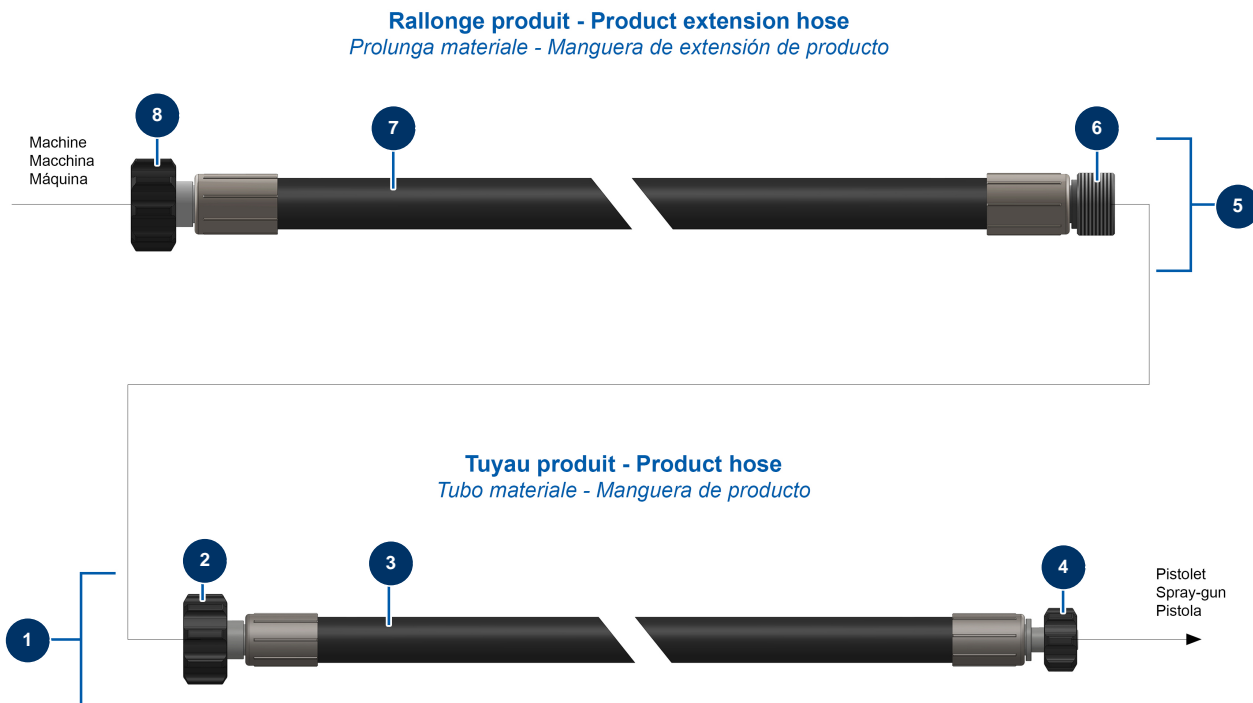 Rallonge produit - Product extension hose
Prolunga materiale - Manguera de extensión de producto
8
7
6
Machine
Macchina
Máquina
5
Tuyau produit - Product hose
Tubo materiale - Manguera de producto
2
3
4
Pistolet
Spray-gun
Pistola
1